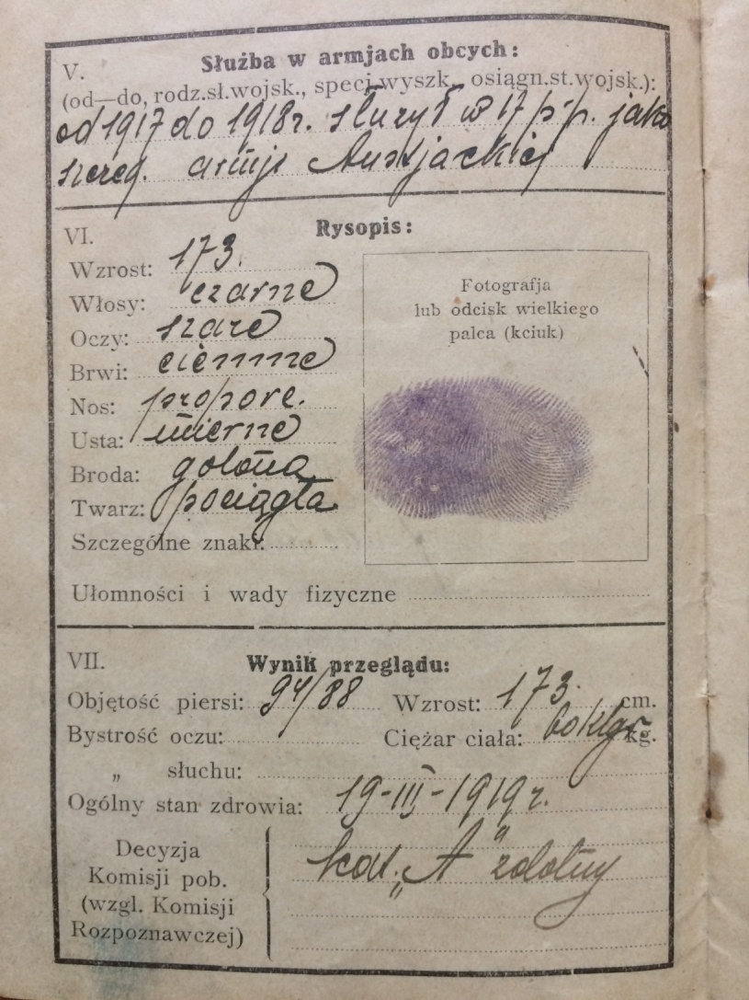 V. Służba w armjach obcych:
(od—do, rodz.sł.wojsk., specj.wyszk., osiągn.st.wojsk.):
od 1917 do 1918 r. służył w 17 p.p. jako
szereg. armji Austjackiej
VI. Rysopis:
Wzrost: 173.
Włosy: czarne
Oczy: szare
Brwi: ciemne
Nos: proporc.
Usta: mierne
Broda: golona
Twarz: pociągła
Szczególne znaki:
Fotografja
lub odcisk wielkiego
palca (kciuk)
Ułomności i wady fizyczne
VII. Wynik przeglądu:
Objętość piersi: 94/88 Wzrost: 173. cm.
Bystrość oczu: Ciężar ciała: 60 klgr. kg.
„ słuchu:
Ogólny stan zdrowia: 19-III-1919 r.
Decyzja
Komisji pob.
(wzgl. Komisji
Rozpoznawczej)
kat. „A" zdolny